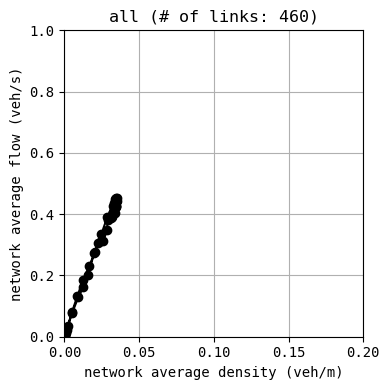 all (# of links: 460)
network average flow (veh/s)
1.0
0.8
0.6
0.4
0.2
0.0
0.00 0.05 0.10 0.15 0.20
network average density (veh/m)